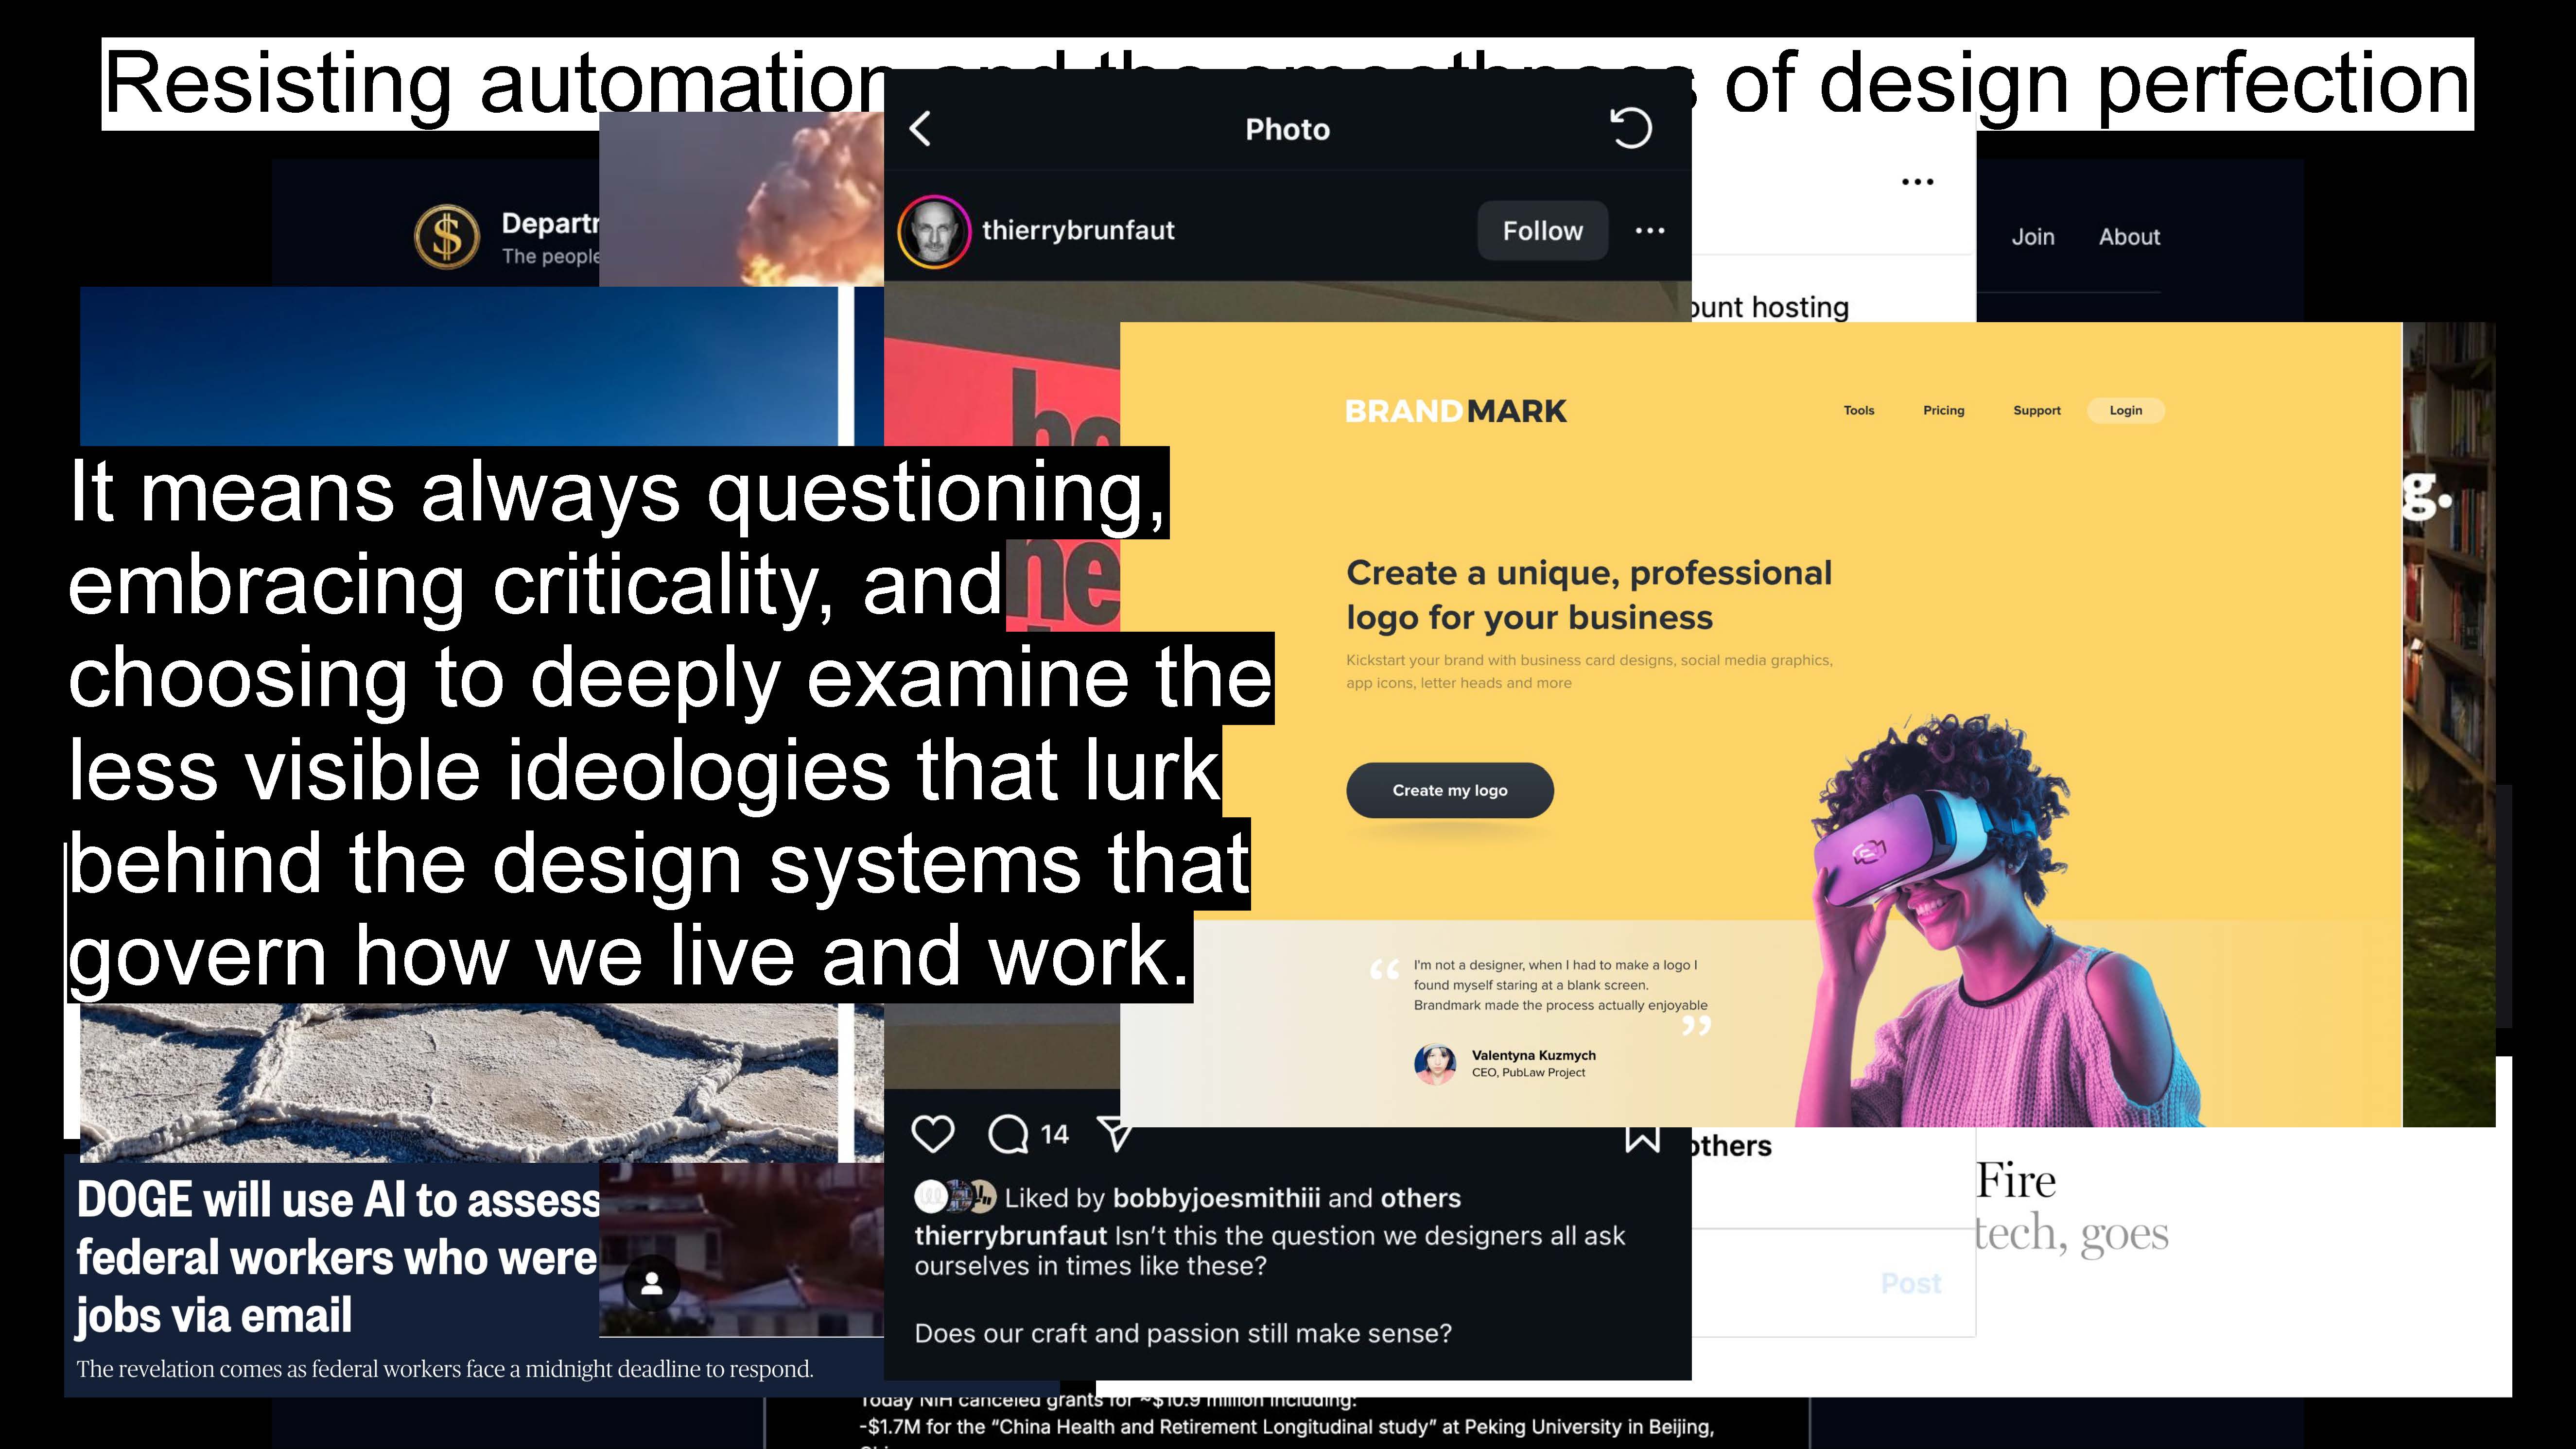 Resisting automation and the smoothness of design perfection
Photo
thierrybrunfaut
Follow
The people
Join
About
hosting
BRANDMARK
Tools
Pricing
Support
Login
It means always questioning,
embracing criticality, and
choosing to deeply examine the
less visible ideologies that lurk
behind the design systems that
govern how we live and work.
g.
Create a unique, professional
logo for your business
Kickstart your brand with business card designs, social media graphics,
app icons, letter heads and more
Create my logo
I'm not a designer, when I had to make a logo I
found myself staring at a blank screen.
Brandmark made the process actually enjoyable
Valentyna Kuzmych
CEO, PubLaw Project
14
others
Liked by bobbyjoesmithiii and others
thierrybrunfaut Isn't this the question we designers all ask
ourselves in times like these?
Does our craft and passion still make sense?
Fire
tech, goes
Post
DOGE will use AI to assess
federal workers who were
jobs via email
The revelation comes as federal workers face a midnight deadline to respond.
Today NIH canceled grants for ~$10.9 million including:
-$1.7M for the “China Health and Retirement Longitudinal study” at Peking University in Beijing,